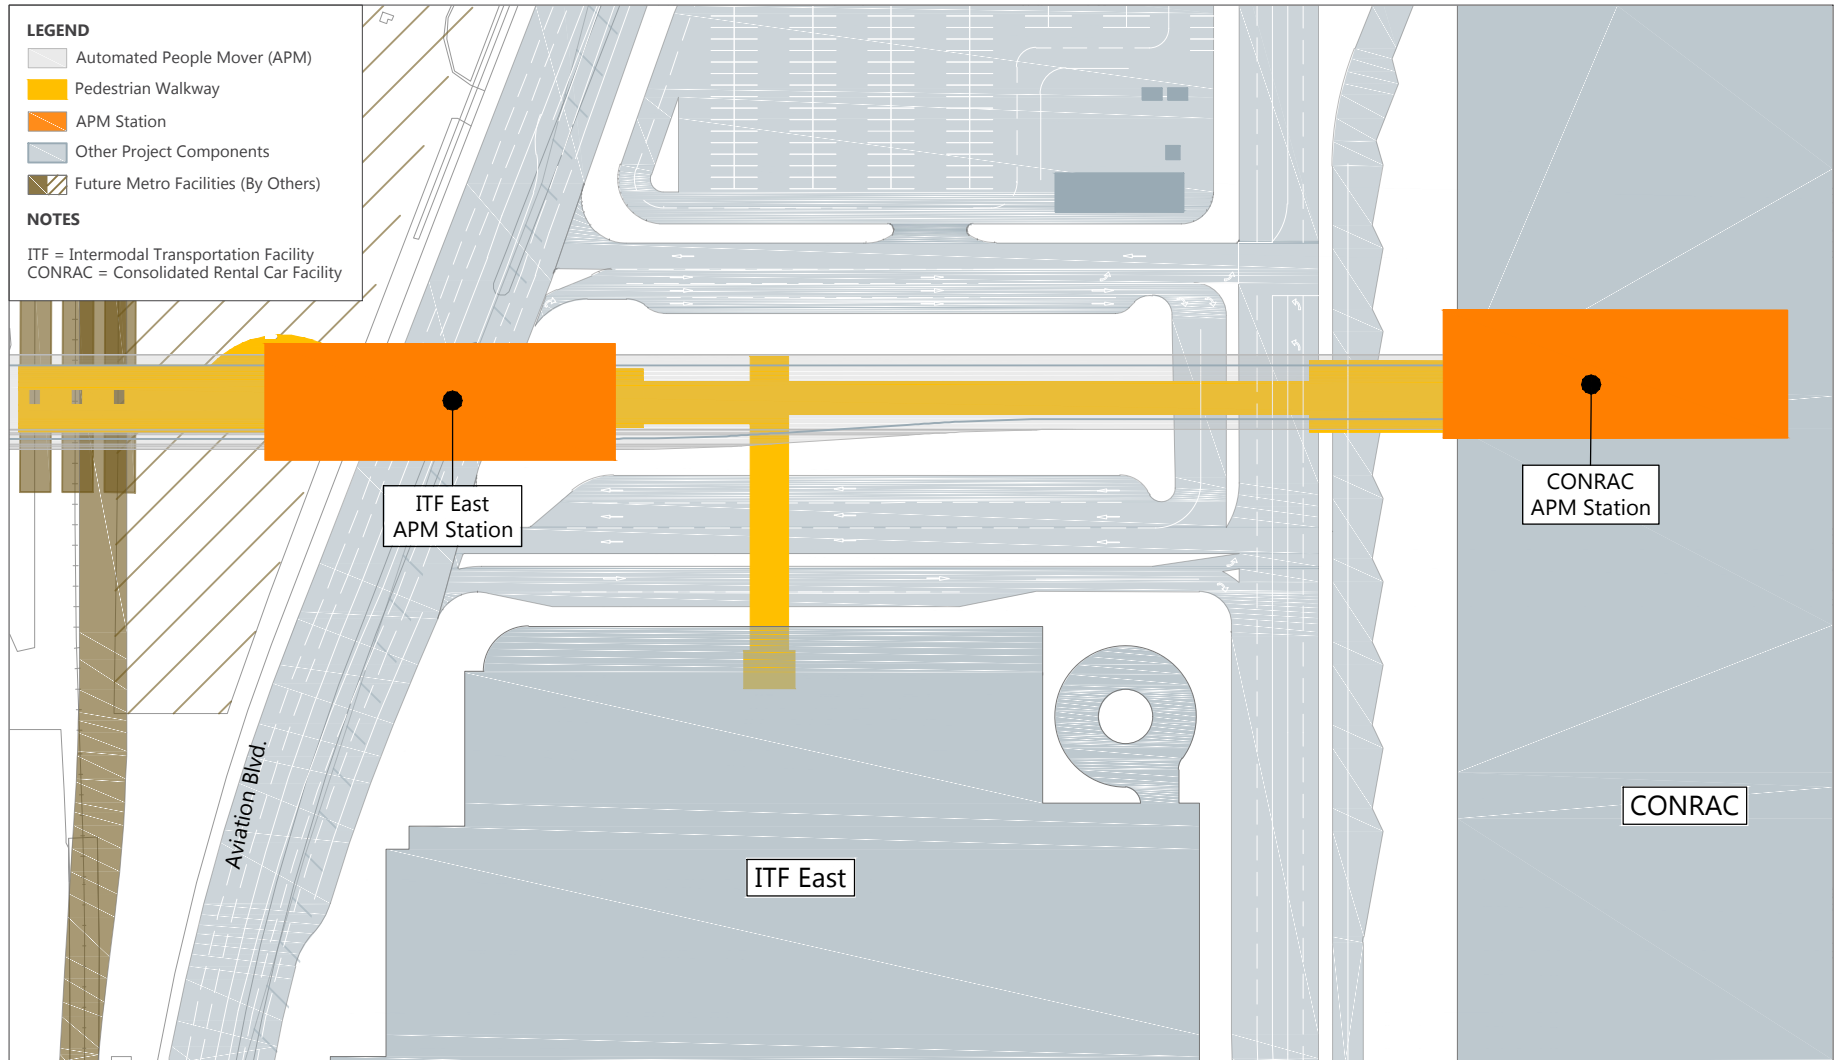 LEGEND
Automated People Mover (APM)
Pedestrian Walkway
APM Station
Other Project Components
Future Metro Facilities (By Others)
NOTES
ITF = Intermodal Transportation Facility
CONRAC = Consolidated Rental Car Facility
ITF East
APM Station
CONRAC
APM Station
Aviation Blvd.
ITF East
CONRAC